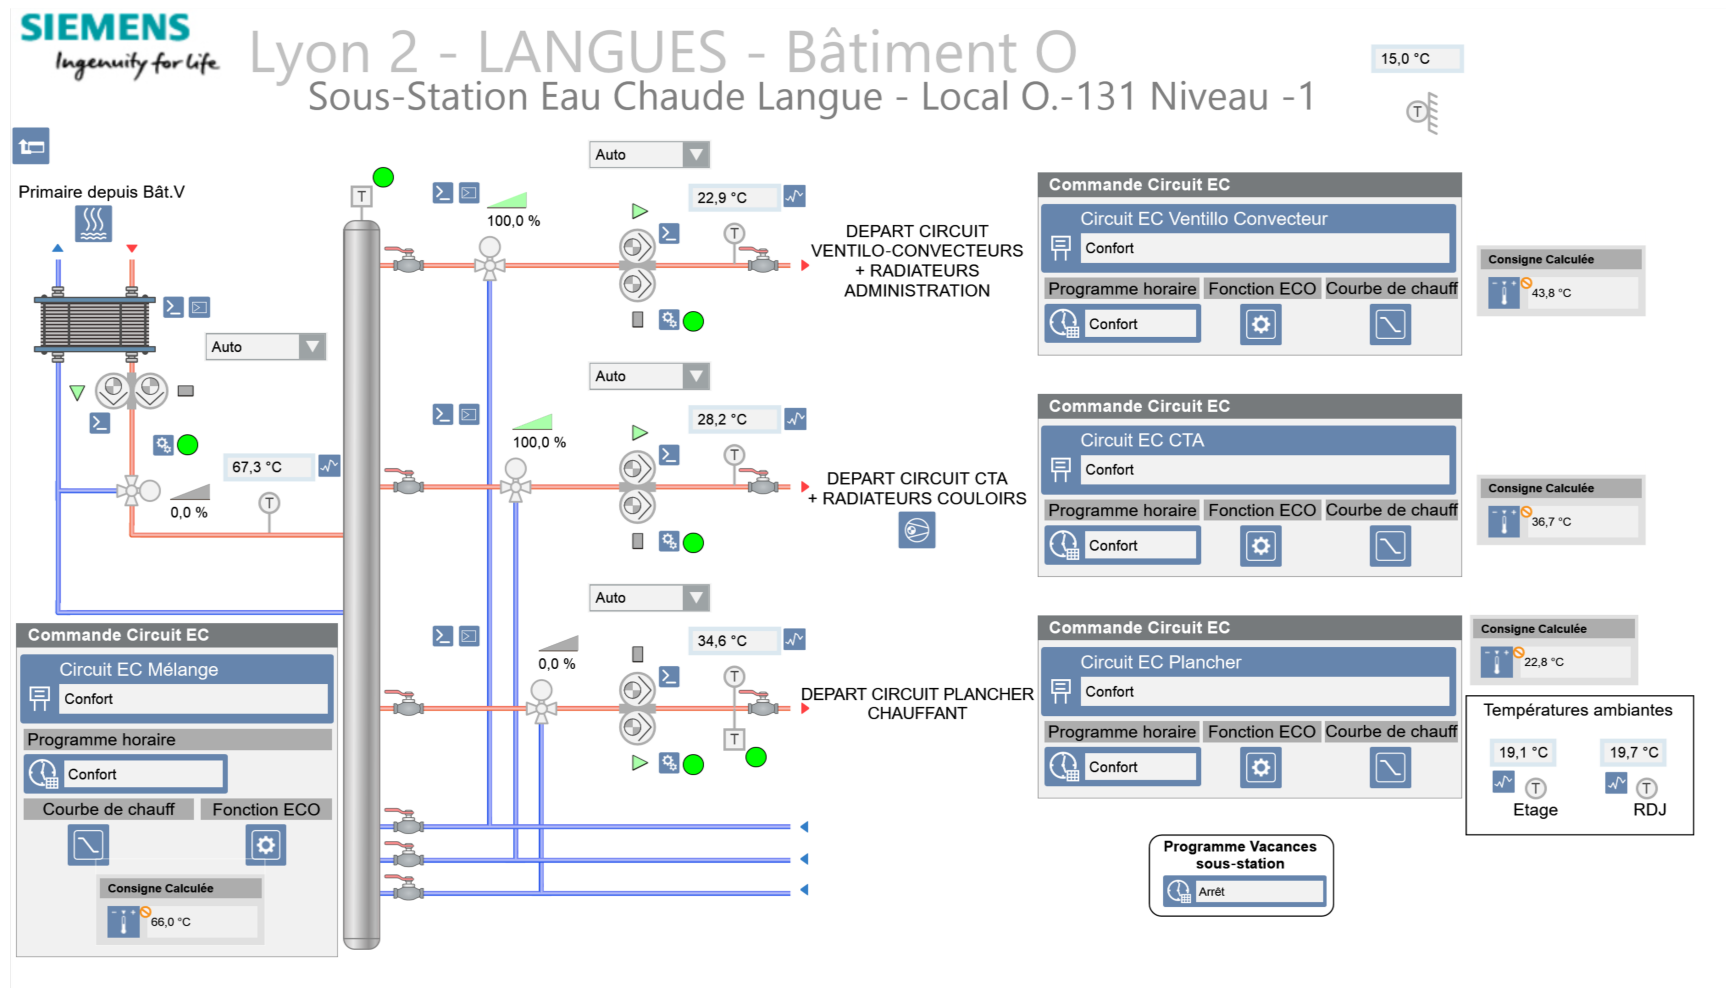 SIEMENS
Ingenuity for life
Lyon 2 - LANGUES - Bâtiment O
Sous-Station Eau Chaude Langue - Local O.-131 Niveau -1
15,0 °C
T
Primaire depuis Bât.V
Auto
T
0,0 %
67,3 °C
T
Auto
100,0 %
22,9 °C
T
DEPART CIRCUIT
VENTILO-CONVECTEURS
+ RADIATEURS
ADMINISTRATION
Commande Circuit EC
Circuit EC Ventillo Convecteur
Confort
Programme horaire Fonction ECO Courbe de chauff
Confort
Consigne Calculée
43,8 °C
Auto
100,0 %
28,2 °C
T
DEPART CIRCUIT CTA
+ RADIATEURS COULOIRS
Commande Circuit EC
Circuit EC CTA
Confort
Programme horaire Fonction ECO Courbe de chauff
Confort
Consigne Calculée
36,7 °C
Auto
0,0 %
34,6 °C
T
T
DEPART CIRCUIT PLANCHER
CHAUFFANT
Commande Circuit EC
Circuit EC Plancher
Confort
Programme horaire Fonction ECO Courbe de chauff
Confort
Consigne Calculée
22,8 °C
Températures ambiantes
19,1 °C 19,7 °C
T T
Etage RDJ
Commande Circuit EC
Circuit EC Mélange
Confort
Programme horaire
Confort
Courbe de chauff Fonction ECO
Consigne Calculée
66,0 °C
Programme Vacances
sous-station
Arrêt